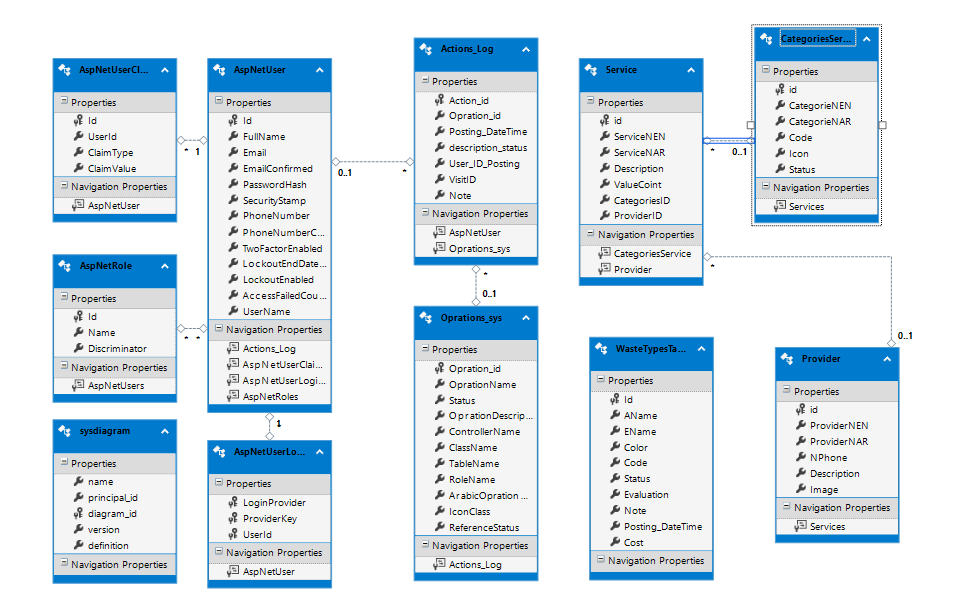 AspNetUserCl...
Properties
Id
UserId
ClaimType
ClaimValue
Navigation Properties
AspNetUser
* 1
AspNetRole
Properties
Id
Name
Discriminator
Navigation Properties
AspNetUsers
* *
sysdiagram
Properties
name
principal_id
diagram_id
version
definition
Navigation Properties
AspNetUser
Properties
Id
FullName
Email
EmailConfirmed
PasswordHash
SecurityStamp
PhoneNumber
PhoneNumberC...
TwoFactorEnabled
LockoutEndDate...
LockoutEnabled
AccessFailedCou...
UserName
Navigation Properties
Actions_Log
AspNetUserClai...
AspNetUserLogi...
AspNetRoles
1
AspNetUserLo...
Properties
LoginProvider
ProviderKey
UserId
Navigation Properties
AspNetUser
0..1 *
Actions_Log
Properties
Action_id
Opration_id
Posting_DateTime
description_status
User_ID_Posting
VisitID
Note
Navigation Properties
AspNetUser
Oprations_sys
*
0..1
Oprations_sys
Properties
Opration_id
OprationName
Status
OprationDescrip...
ControllerName
ClassName
TableName
RoleName
ArabicOpration ...
IconClass
ReferenceStatus
Navigation Properties
Actions_Log
Service
Properties
id
ServiceNEN
ServiceNAR
Description
ValueCoint
CategoriesID
ProviderID
Navigation Properties
CategoriesService
Provider
* 0..1
CategoriesSer...
Properties
id
CategorieNEN
CategorieNAR
Code
Icon
Status
Navigation Properties
Services
*
0..1
WasteTypesTa...
Properties
Id
AName
EName
Color
Code
Status
Evaluation
Note
Posting_DateTime
Cost
Navigation Properties
Provider
Properties
id
ProviderNEN
ProviderNAR
NPhone
Description
Image
Navigation Properties
Services